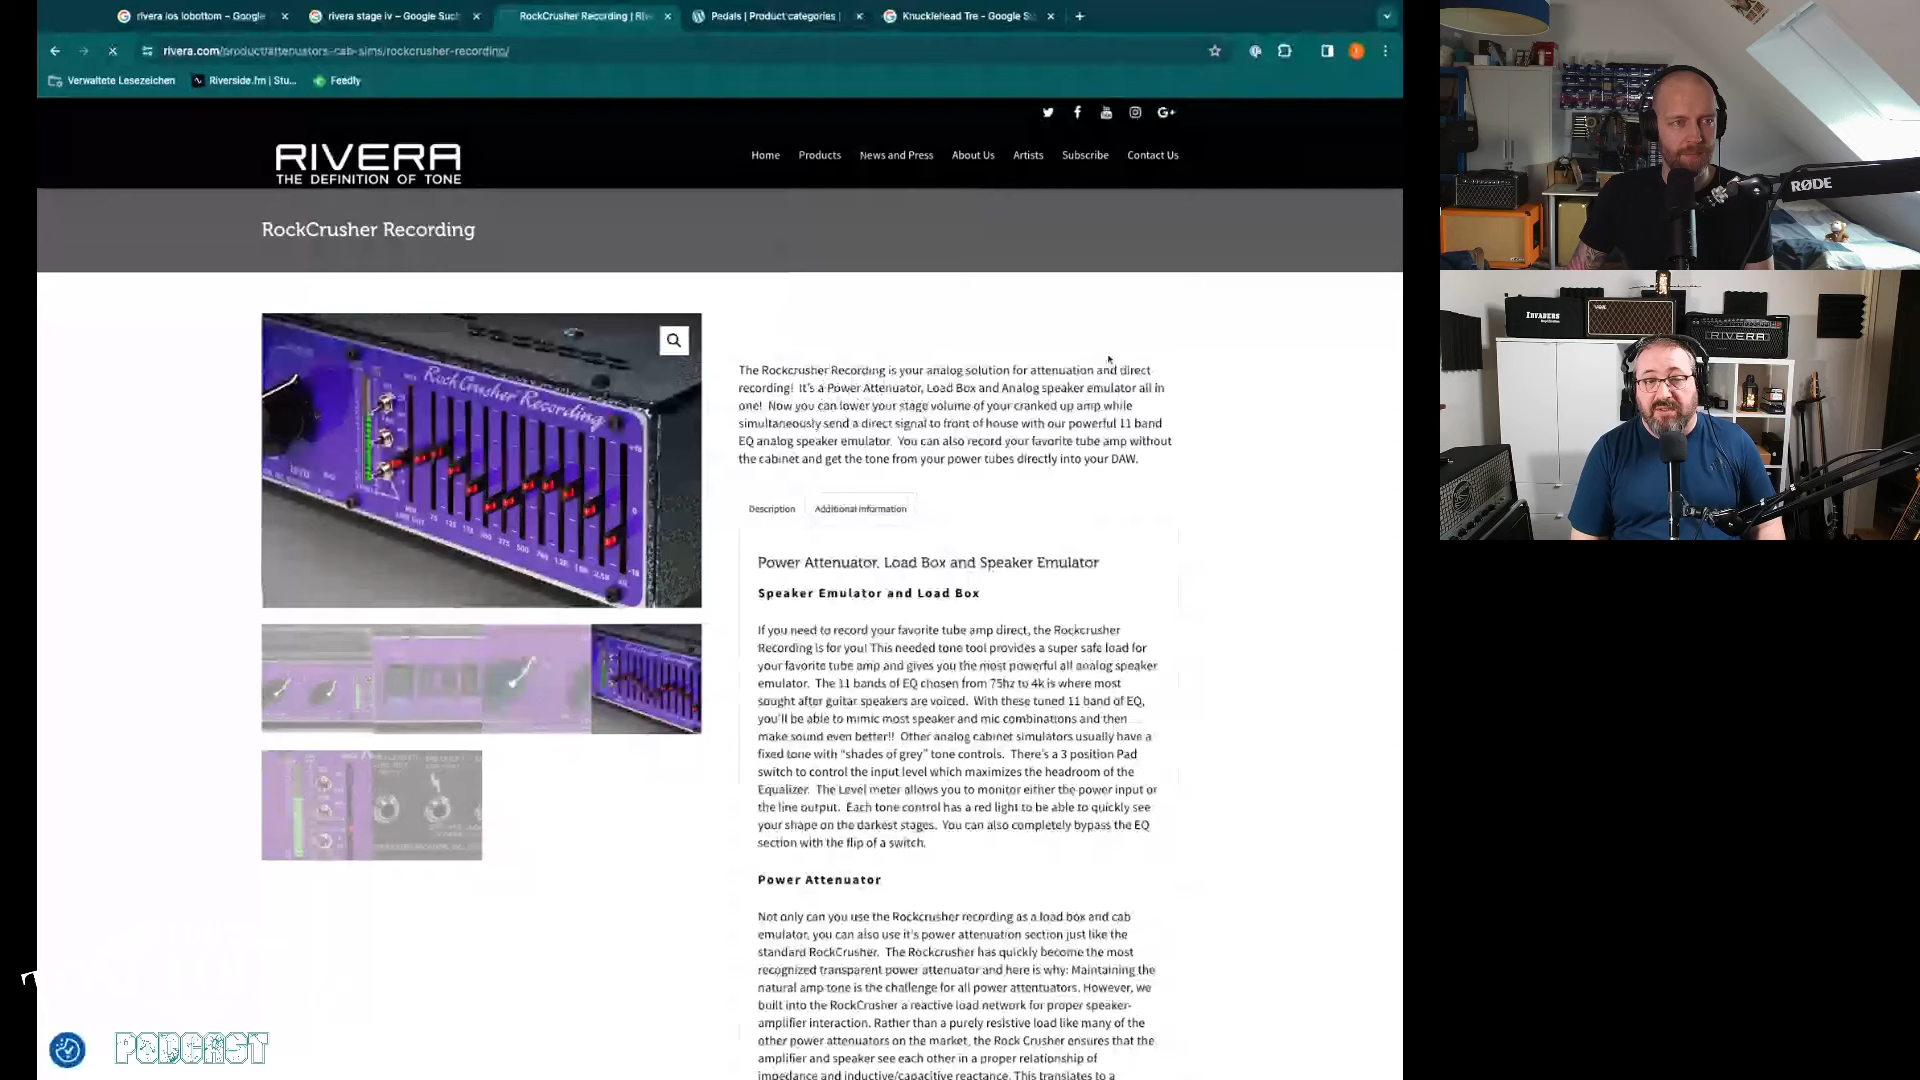 rivera los lobottom – Google
rivera stage iv – Google Such
RockCrusher Recording | Riv
Pedals | Product categories |
Knucklehead Tre - Google Su
rivera.com/product/attenuators-cab-sims/rockcrusher-recording/
Verwaltete Lesezeichen
Riverside.fm | Stu...
Feedly
RIVERA
THE DEFINITION OF TONE
Home
Products
News and Press
About Us
Artists
Subscribe
Contact Us
RockCrusher Recording
RockCrusher Recording
The Rockcrusher Recording is your analog solution for attenuation and direct
recording! It's a Power Attenuator, Load Box and Analog speaker emulator all in
one! Now you can lower your stage volume of your cranked up amp while
simultaneously send a direct signal to front of house with our powerful 11 band
EQ analog speaker emulator. You can also record your favorite tube amp without
the cabinet and get the tone from your power tubes directly into your DAW.
Description
Additional information
Power Attenuator, Load Box and Speaker Emulator
Speaker Emulator and Load Box
If you need to record your favorite tube amp direct, the Rockcrusher
Recording is for you! This needed tone tool provides a super safe load for
your favorite tube amp and gives you the most powerful all analog speaker
emulator. The 11 bands of EQ chosen from 75hz to 4k is where most
sought after guitar speakers are voiced. With these tuned 11 band of EQ,
you'll be able to mimic most speaker and mic combinations and then
make sound even better!! Other analog cabinet simulators usually have a
fixed tone with “shades of grey” tone controls. There's a 3 position Pad
switch to control the input level which maximizes the headroom of the
Equalizer. The Level meter allows you to monitor either the power input or
the line output. Each tone control has a red light to be able to quickly see
your shape on the darkest stages. You can also completely bypass the EQ
section with the flip of a switch.
Power Attenuator
Not only can you use the Rockcrusher recording as a load box and cab
emulator, you can also use it's power attenuation section just like the
standard RockCrusher. The Rockcrusher has quickly become the most
recognized transparent power attenuator and here is why: Maintaining the
natural amp tone is the challenge for all power attentuators. However, we
built into the RockCrusher a reactive load network for proper speaker-
amplifier interaction. Rather than a purely resistive load like many of the
other power attenuators on the market, the Rock Crusher ensures that the
amplifier and speaker see each other in a proper relationship of
impedance and inductive/capacitive reactance. This translates to a
PODCAST
RØDE
INVADERS
VOX
RIVERA